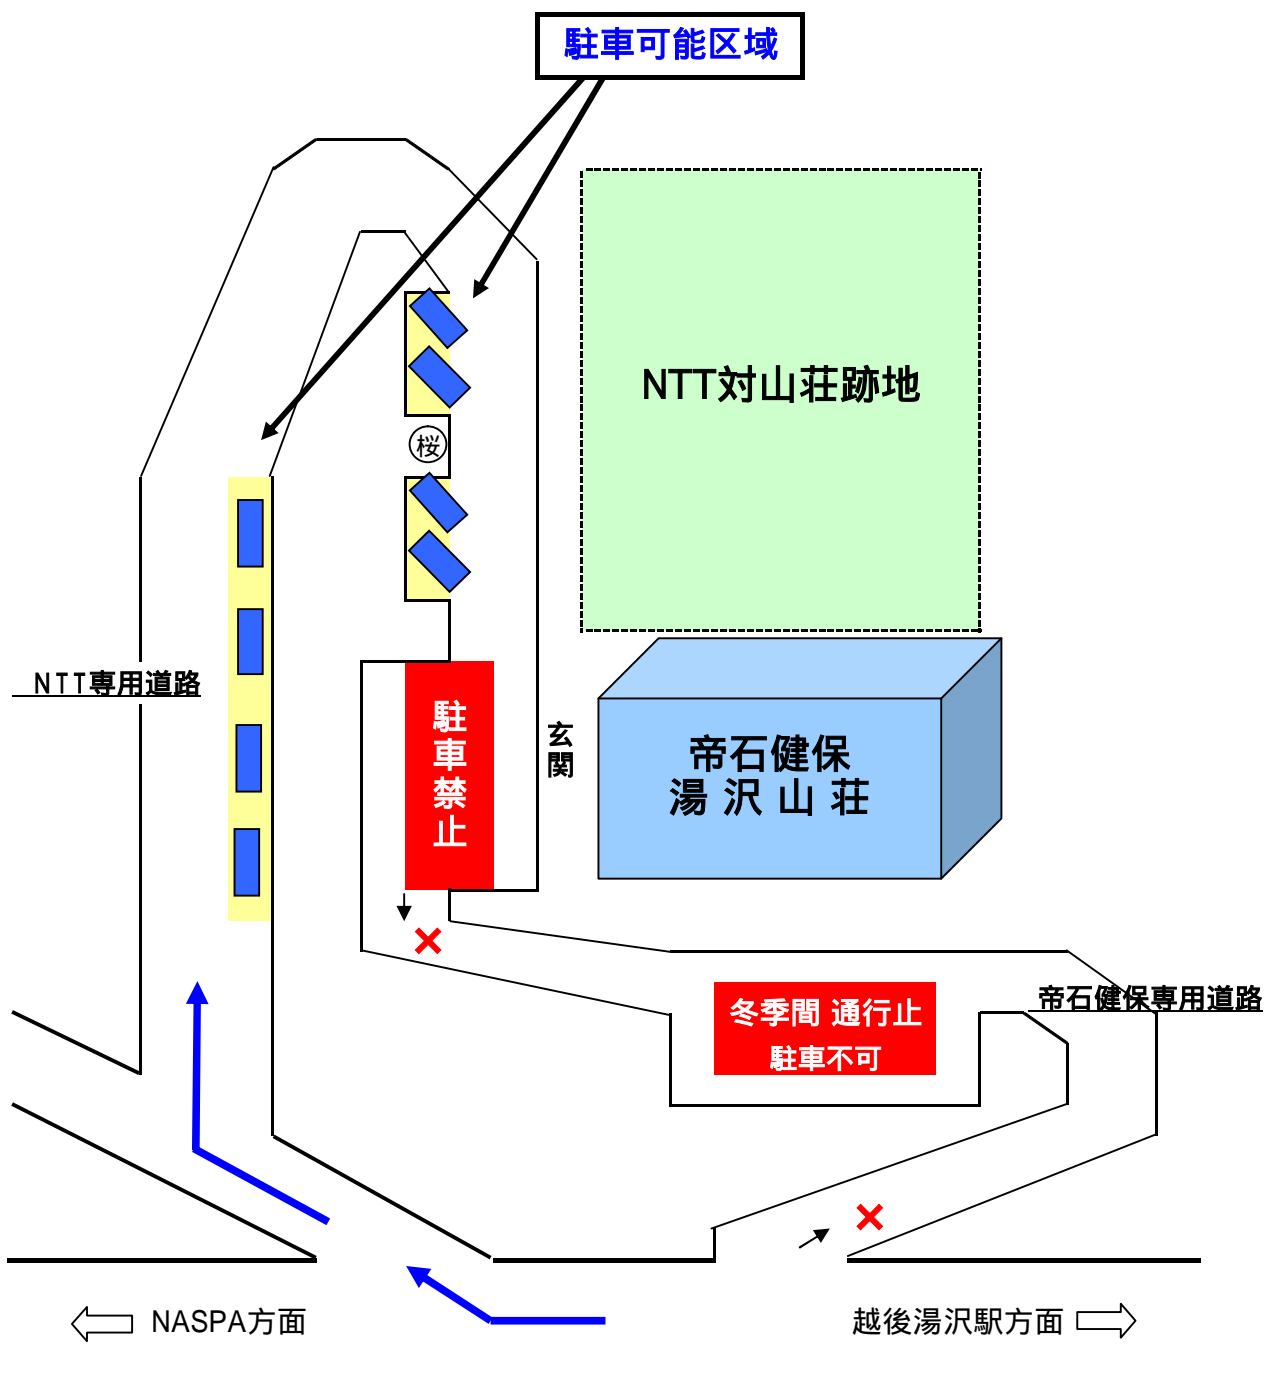 駐車可能区域
NTT対山荘跡地
桜
NTT専用道路
駐車禁止
玄関
帝石健保
湯沢山荘
冬季間 通行止
駐車不可
帝石健保専用道路
NASPA方面
越後湯沢駅方面